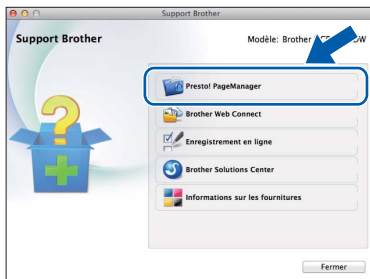 Support Brother
Support Brother
Modèle: Brother
Presto! PageManager
Brother Web Connect
Enregistrement en ligne
Brother Solutions Center
Informations sur les fournitures
Fermer